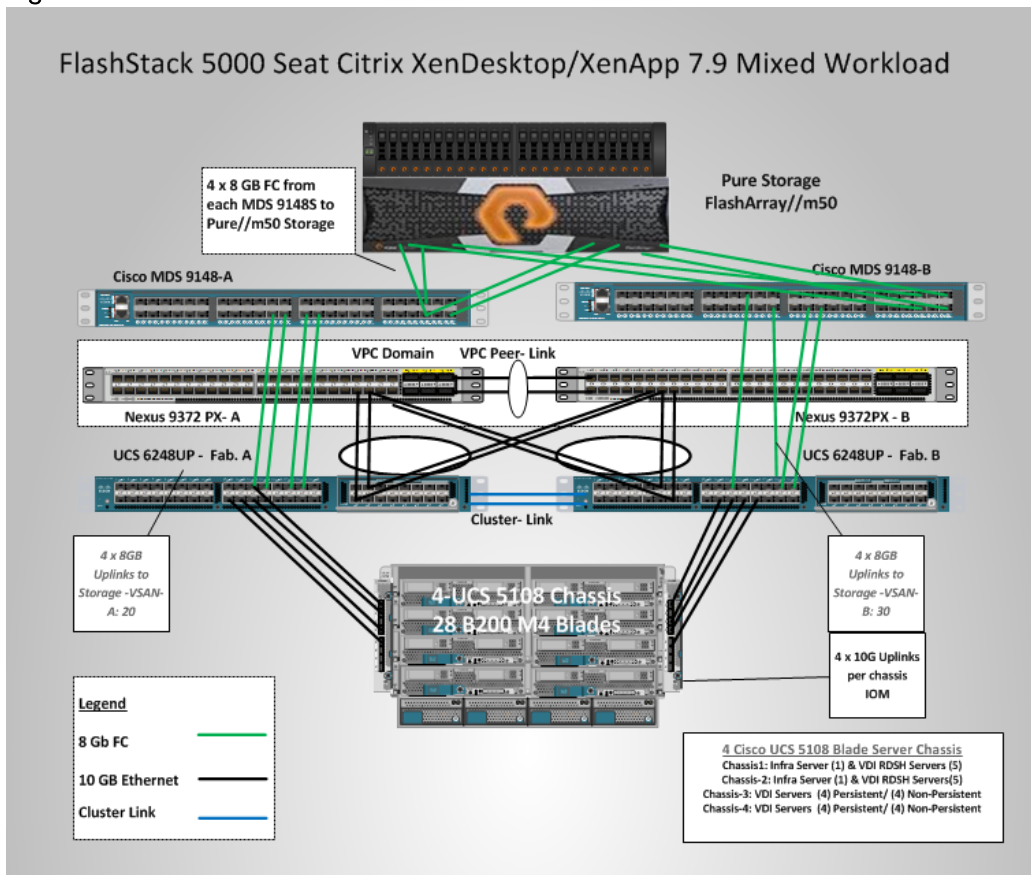 FlashStack 5000 Seat Citrix XenDesktop/XenApp 7.9 Mixed Workload
4 x 8 GB FC from
each MDS 9148S to
Pure//m50 Storage
Pure Storage
FlashArray//m50
Cisco MDS 9148-A
Cisco MDS 9148-B
VPC Domain
VPC Peer- Link
Nexus 9372 PX- A
Nexus 9372PX - B
UCS 6248UP - Fab. A
UCS 6248UP - Fab. B
Cluster- Link
4 x 8GB
Uplinks to
Storage -VSAN-
A: 20
4-UCS 5108 Chassis
28 B200 M4 Blades
4 x 8GB
Uplinks to
Storage -VSAN-
B: 30
4 x 10G Uplinks
per chassis
IOM
Legend
8 Gb FC
10 GB Ethernet
Cluster Link
4 Cisco UCS 5108 Blade Server Chassis
Chassis1: Infra Server (1) & VDI RDSH Servers (5)
Chassis-2: Infra Server (1) & VDI RDSH Servers(5)
Chassis-3: VDI Servers (4) Persistent/ (4) Non-Persistent
Chassis-4: VDI Servers (4) Persistent/ (4) Non-Persistent